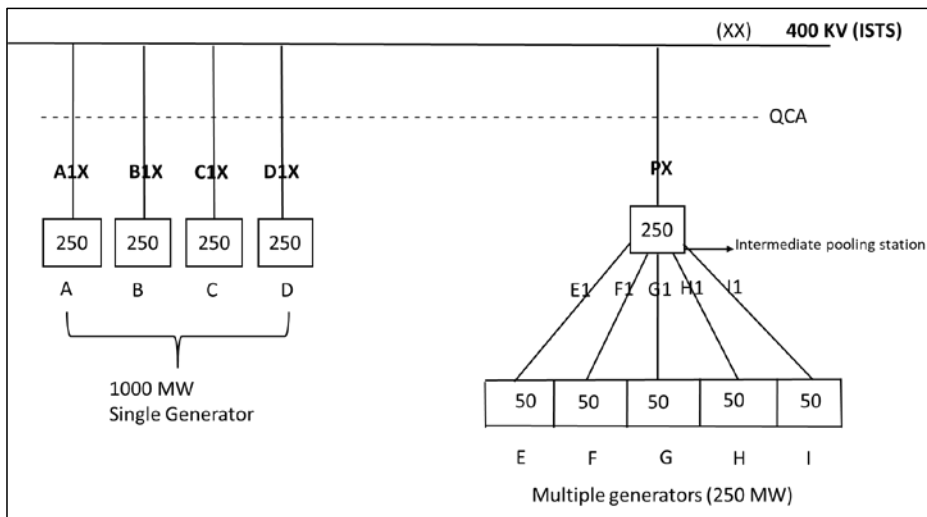 (XX) 400 KV (ISTS)
QCA
A1X B1X C1X D1X PX
250 250 250 250 250
Intermediate pooling station
A B C D
E1 F1 G1 H1 I1
1000 MW
Single Generator
50 50 50 50 50
E F G H I
Multiple generators (250 MW)